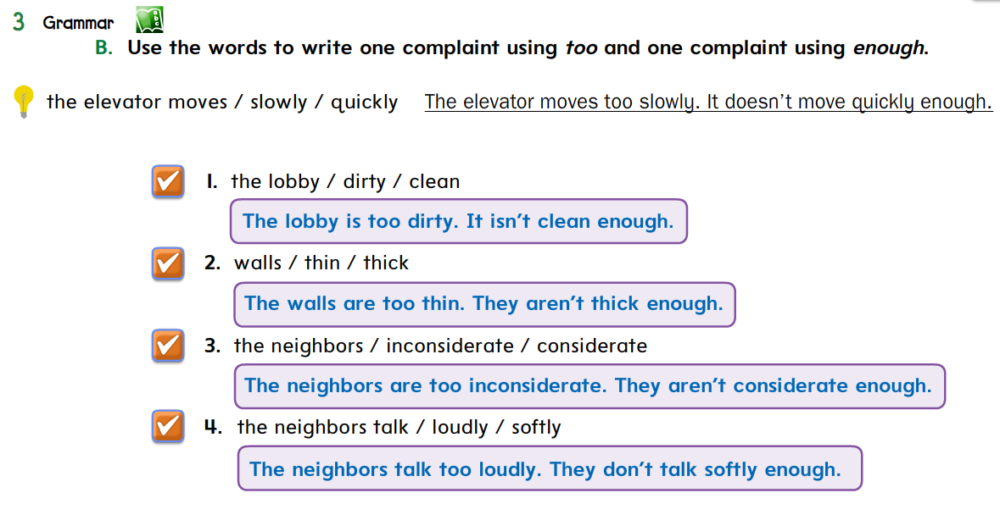 3 Grammar
B. Use the words to write one complaint using too and one complaint using enough.
the elevator moves / slowly / quickly The elevator moves too slowly. It doesn't move quickly enough.
1. the lobby / dirty / clean
The lobby is too dirty. It isn't clean enough.
2. walls / thin / thick
The walls are too thin. They aren't thick enough.
3. the neighbors / inconsiderate / considerate
The neighbors are too inconsiderate. They aren't considerate enough.
4. the neighbors talk / loudly / softly
The neighbors talk too loudly. They don't talk softly enough.